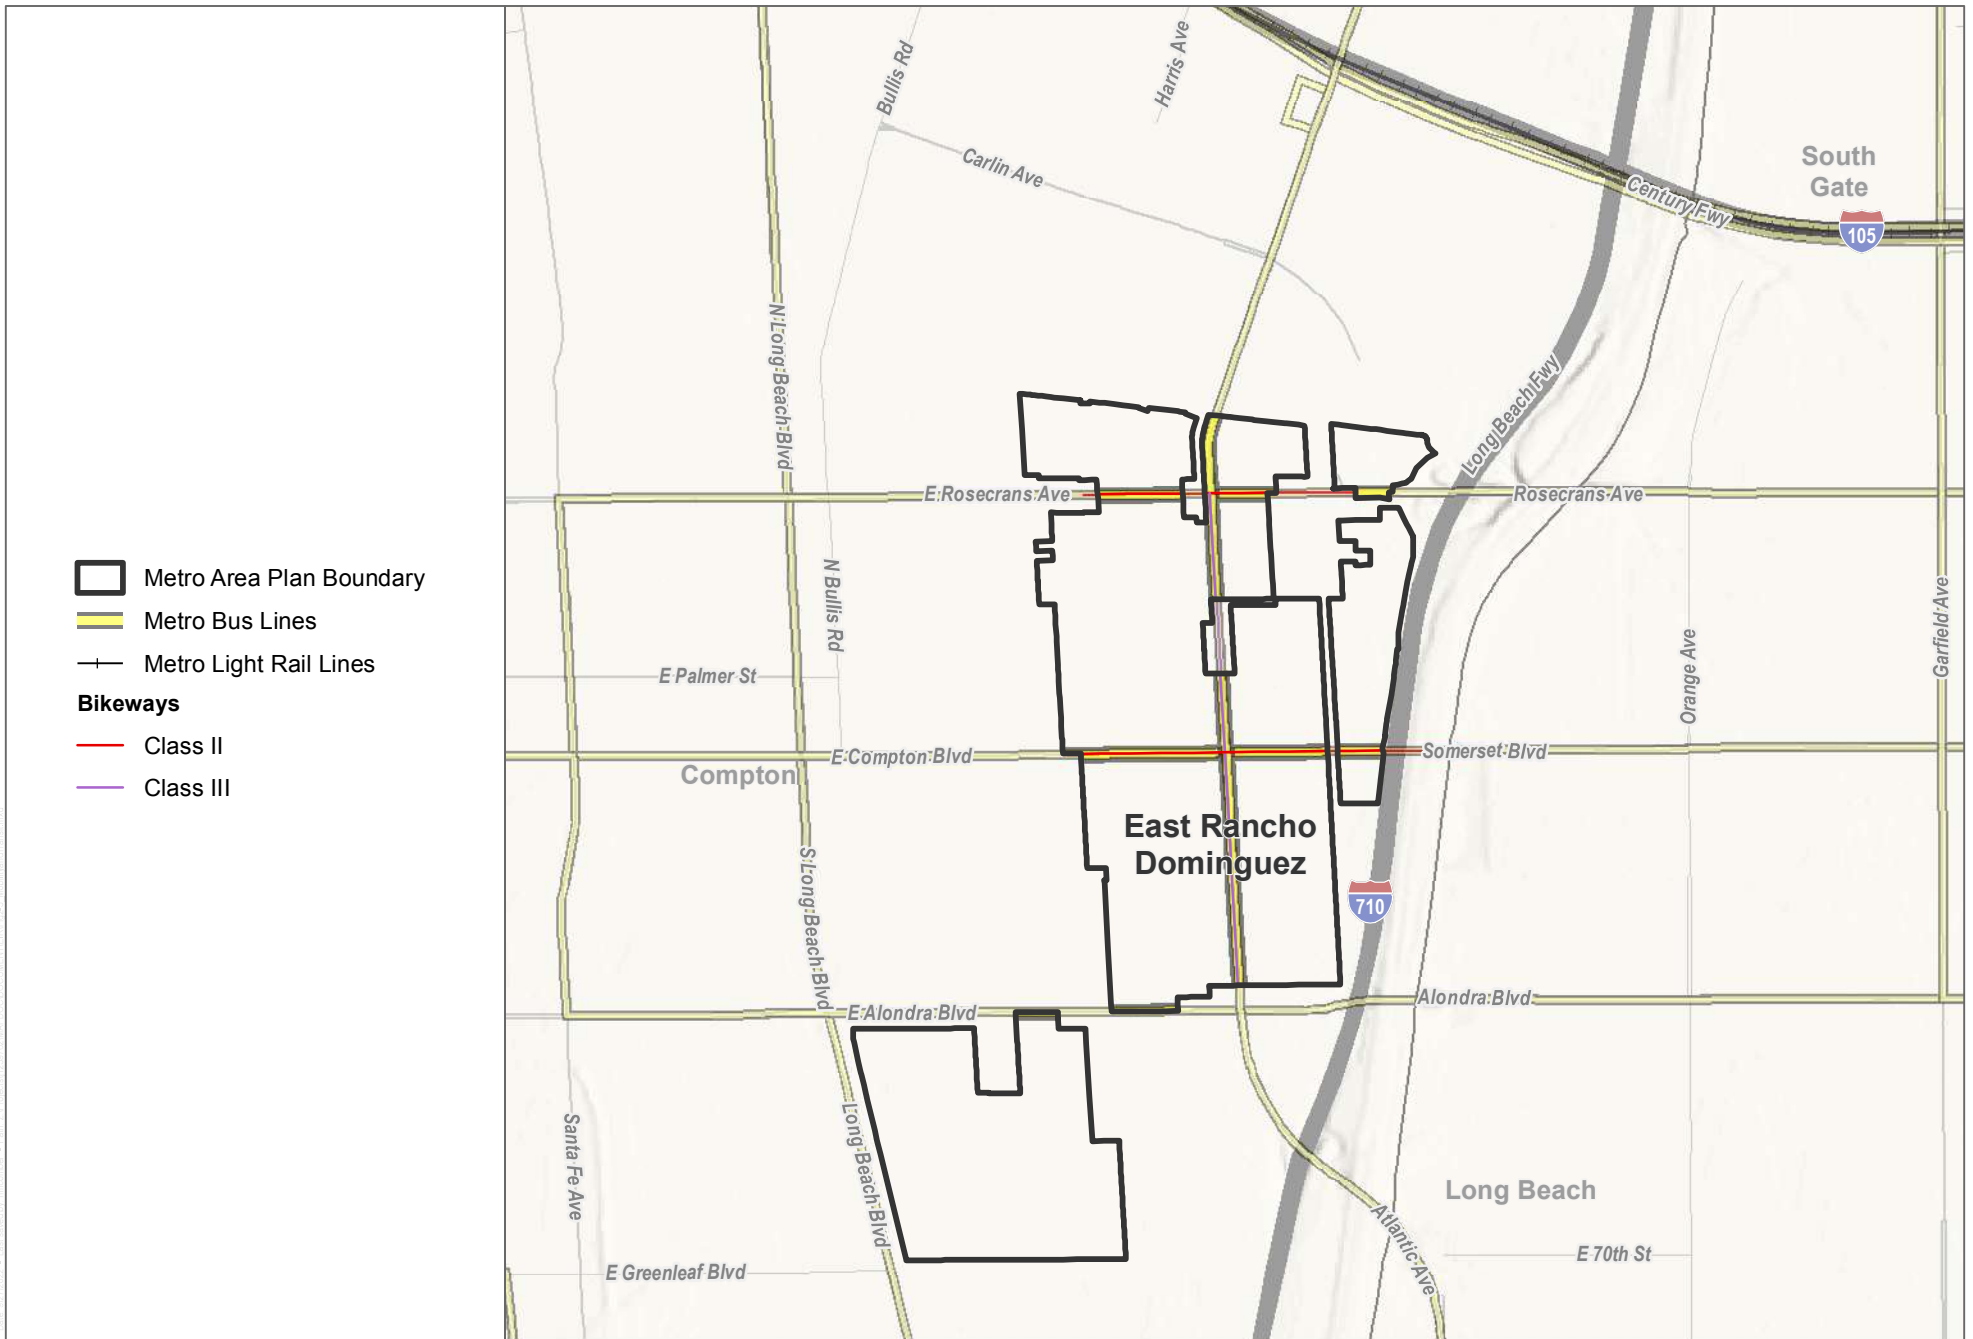 Metro Area Plan Boundary
Metro Bus Lines
Metro Light Rail Lines
Bikeways
Class II
Class III
Bullis Rd
Harris Ave
Carlin Ave
South
Gate
Century Fwy
105
N Long Beach Blvd
Long Beach Fwy
E Rosecrans Ave
Rosecrans Ave
N Bullis Rd
Garfield Ave
E Palmer St
Orange Ave
E Compton Blvd
Somerset Blvd
Compton
East Rancho
Dominguez
S Long Beach Blvd
710
E Alondra Blvd
Alondra Blvd
Santa Fe Ave
Long Beach Blvd
Long Beach
Atlantic Ave
E 70th St
E Greenleaf Blvd